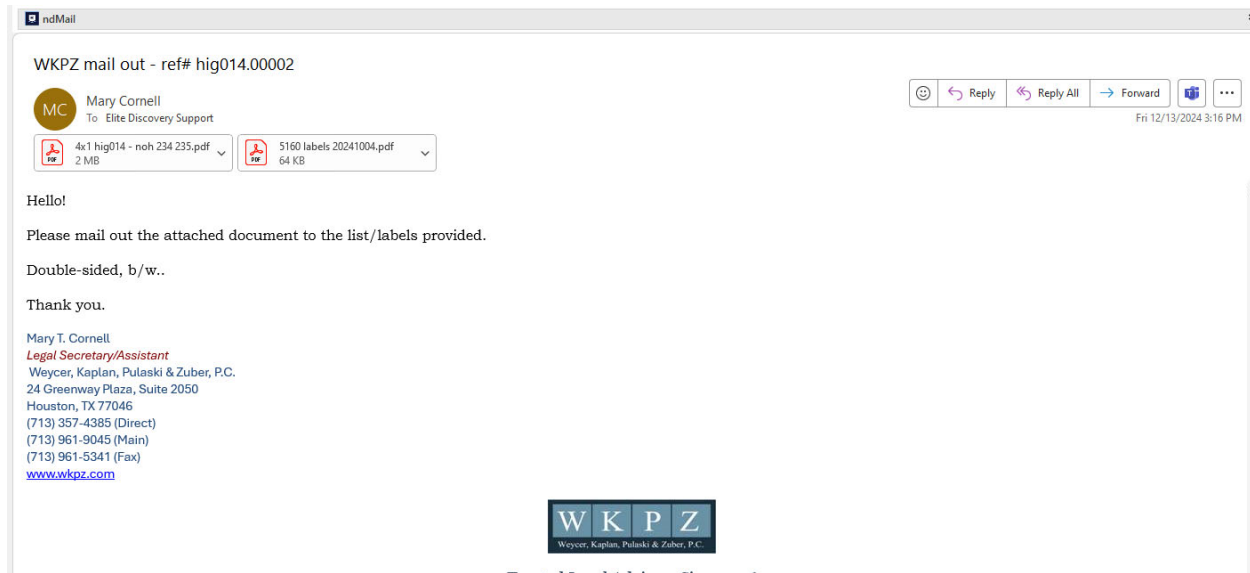 ndMail
WKPZ mail out - ref# hig014.00002
MC
Mary Cornell
To Elite Discovery Support
Reply
Reply All
Forward
Fri 12/13/2024 3:16 PM
PDF
4x1 hig014 - noh 234 235.pdf
2 MB
PDF
5160 labels 20241004.pdf
64 KB
Hello!
Please mail out the attached document to the list/labels provided.
Double-sided, b/w..
Thank you.
Mary T. Cornell
Legal Secretary/Assistant
Weycer, Kaplan, Pulaski & Zuber, P.C.
24 Greenway Plaza, Suite 2050
Houston, TX 77046
(713) 357-4385 (Direct)
(713) 961-9045 (Main)
(713) 961-5341 (Fax)
www.wkpz.com
W K P Z
Weycer, Kaplan, Pulaski & Zuber, P.C.